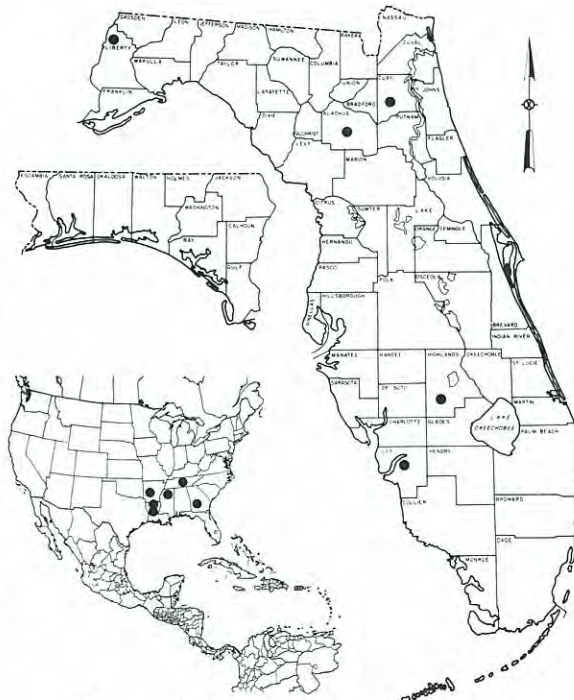 NASSAU
GADSDEN
LEON
JEFFERSON
MADISON
HAMILTON
BAKER
DUVAL
LIBERTY
WAKULLA
TAYLOR
SUWANNEE
COLUMBIA
UNION
BRADFORD
ST JOHNS
FRANKLIN
LAFAYETTE
DIXIE
ALACHUA
PUTNAM
FLAGLER
LEVY
MARION
VOLUSIA
ESCAMBIA
SANTA ROSA
OKALOOSA
WALTON
HOLMES
JACKSON
WASHINGTON
BAY
CALHOUN
GULF
CITRUS
SUMTER
LAKE
ORANGE
SEMINOLE
HERNANDO
PASCO
POLK
OSCEOLA
HILLSBOROUGH
PINELLAS
BREVARD
INDIAN RIVER
MANATEE
HARDEE
HIGHLANDS
OKEECHOBEE
ST LUCIE
SARASOTA
DE SOTO
MARTIN
CHARLOTTE
GLADES
LAKE
OKEECHOBEE
PALM BEACH
LEE
HENDRY
COLLIER
BROWARD
DADE
MONROE